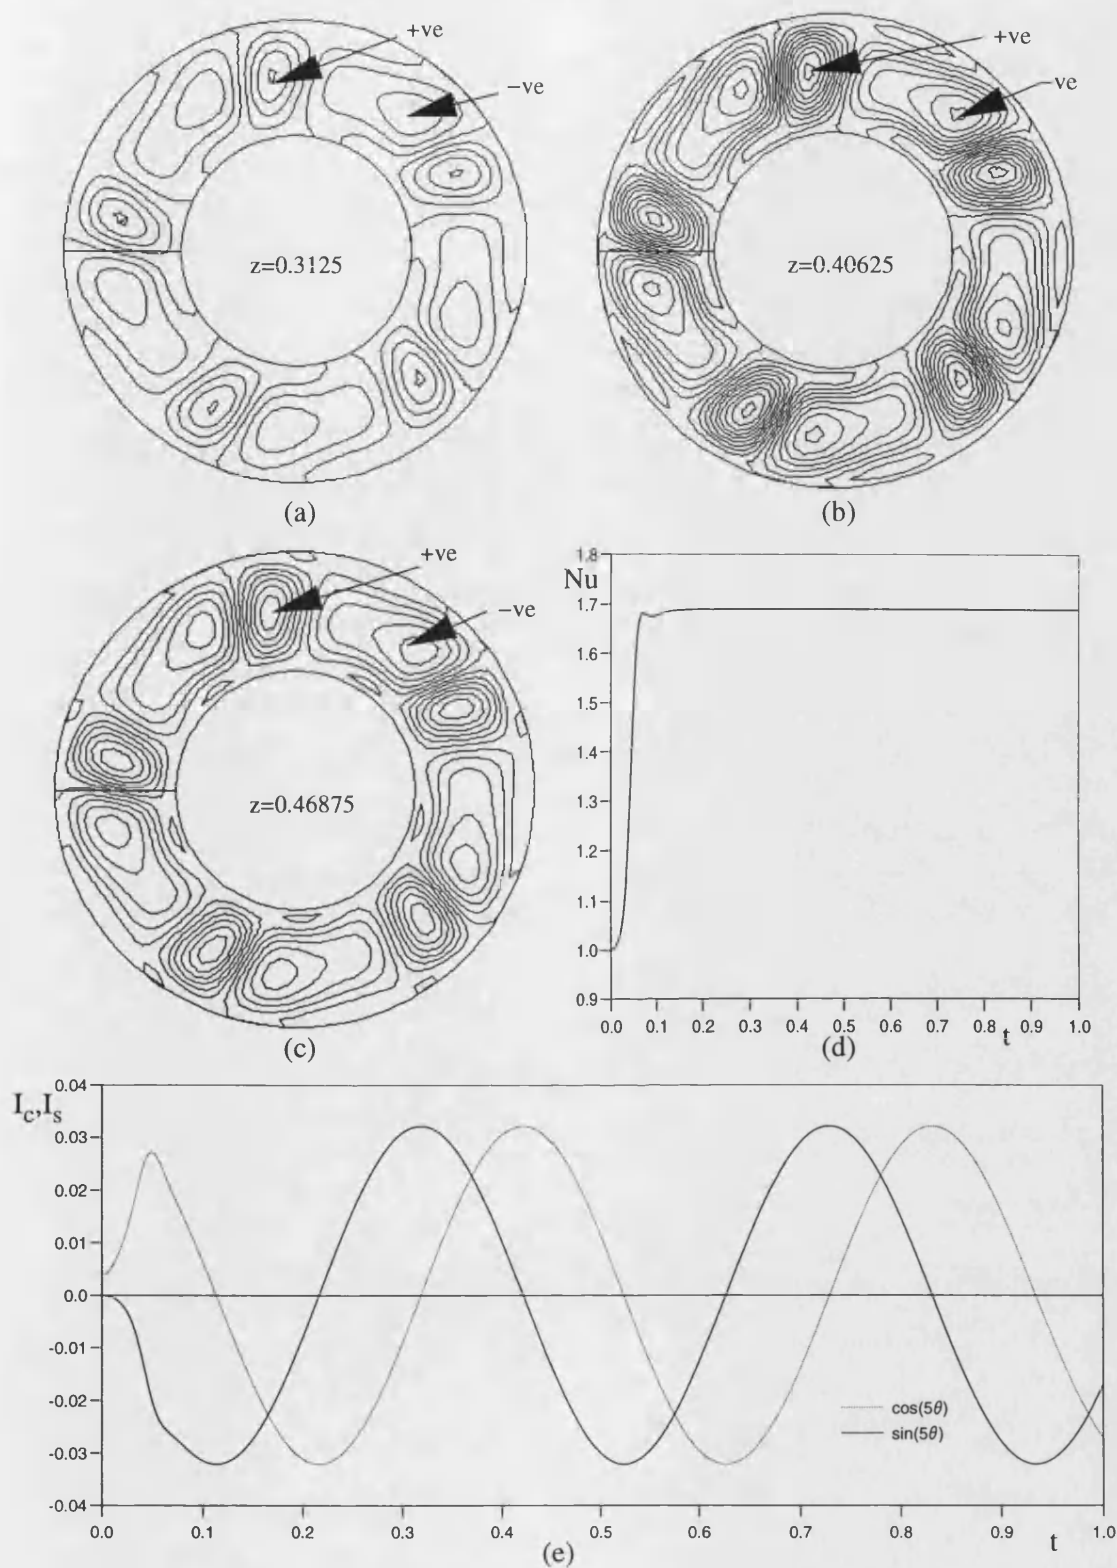 +ve
−ve
z=0.3125
(a)
+ve
-ve
z=0.40625
(b)
+ve
−ve
z=0.46875
(c)
Nu
1.8
1.7
1.6
1.5
1.4
1.3
1.2
1.1
1.0
0.9
0.0 0.1 0.2 0.3 0.4 0.5 0.6 0.7 0.8 0.9 1.0
t
(d)
I_c,I_s
0.04
0.03
0.02
0.01
0.0
-0.01
-0.02
-0.03
-0.04
cos(5θ)
sin(5θ)
0.0 0.1 0.2 0.3 0.4 0.5 0.6 0.7 0.8 0.9 1.0
t
(e)